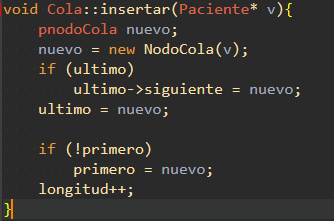 void Cola::insertar(Paciente* v){
    pnodoCola nuevo;
    nuevo = new NodoCola(v);
    if (ultimo)
        ultimo->siguiente = nuevo;
    ultimo = nuevo;

    if (!primero)
        primero = nuevo;
    longitud++;
}